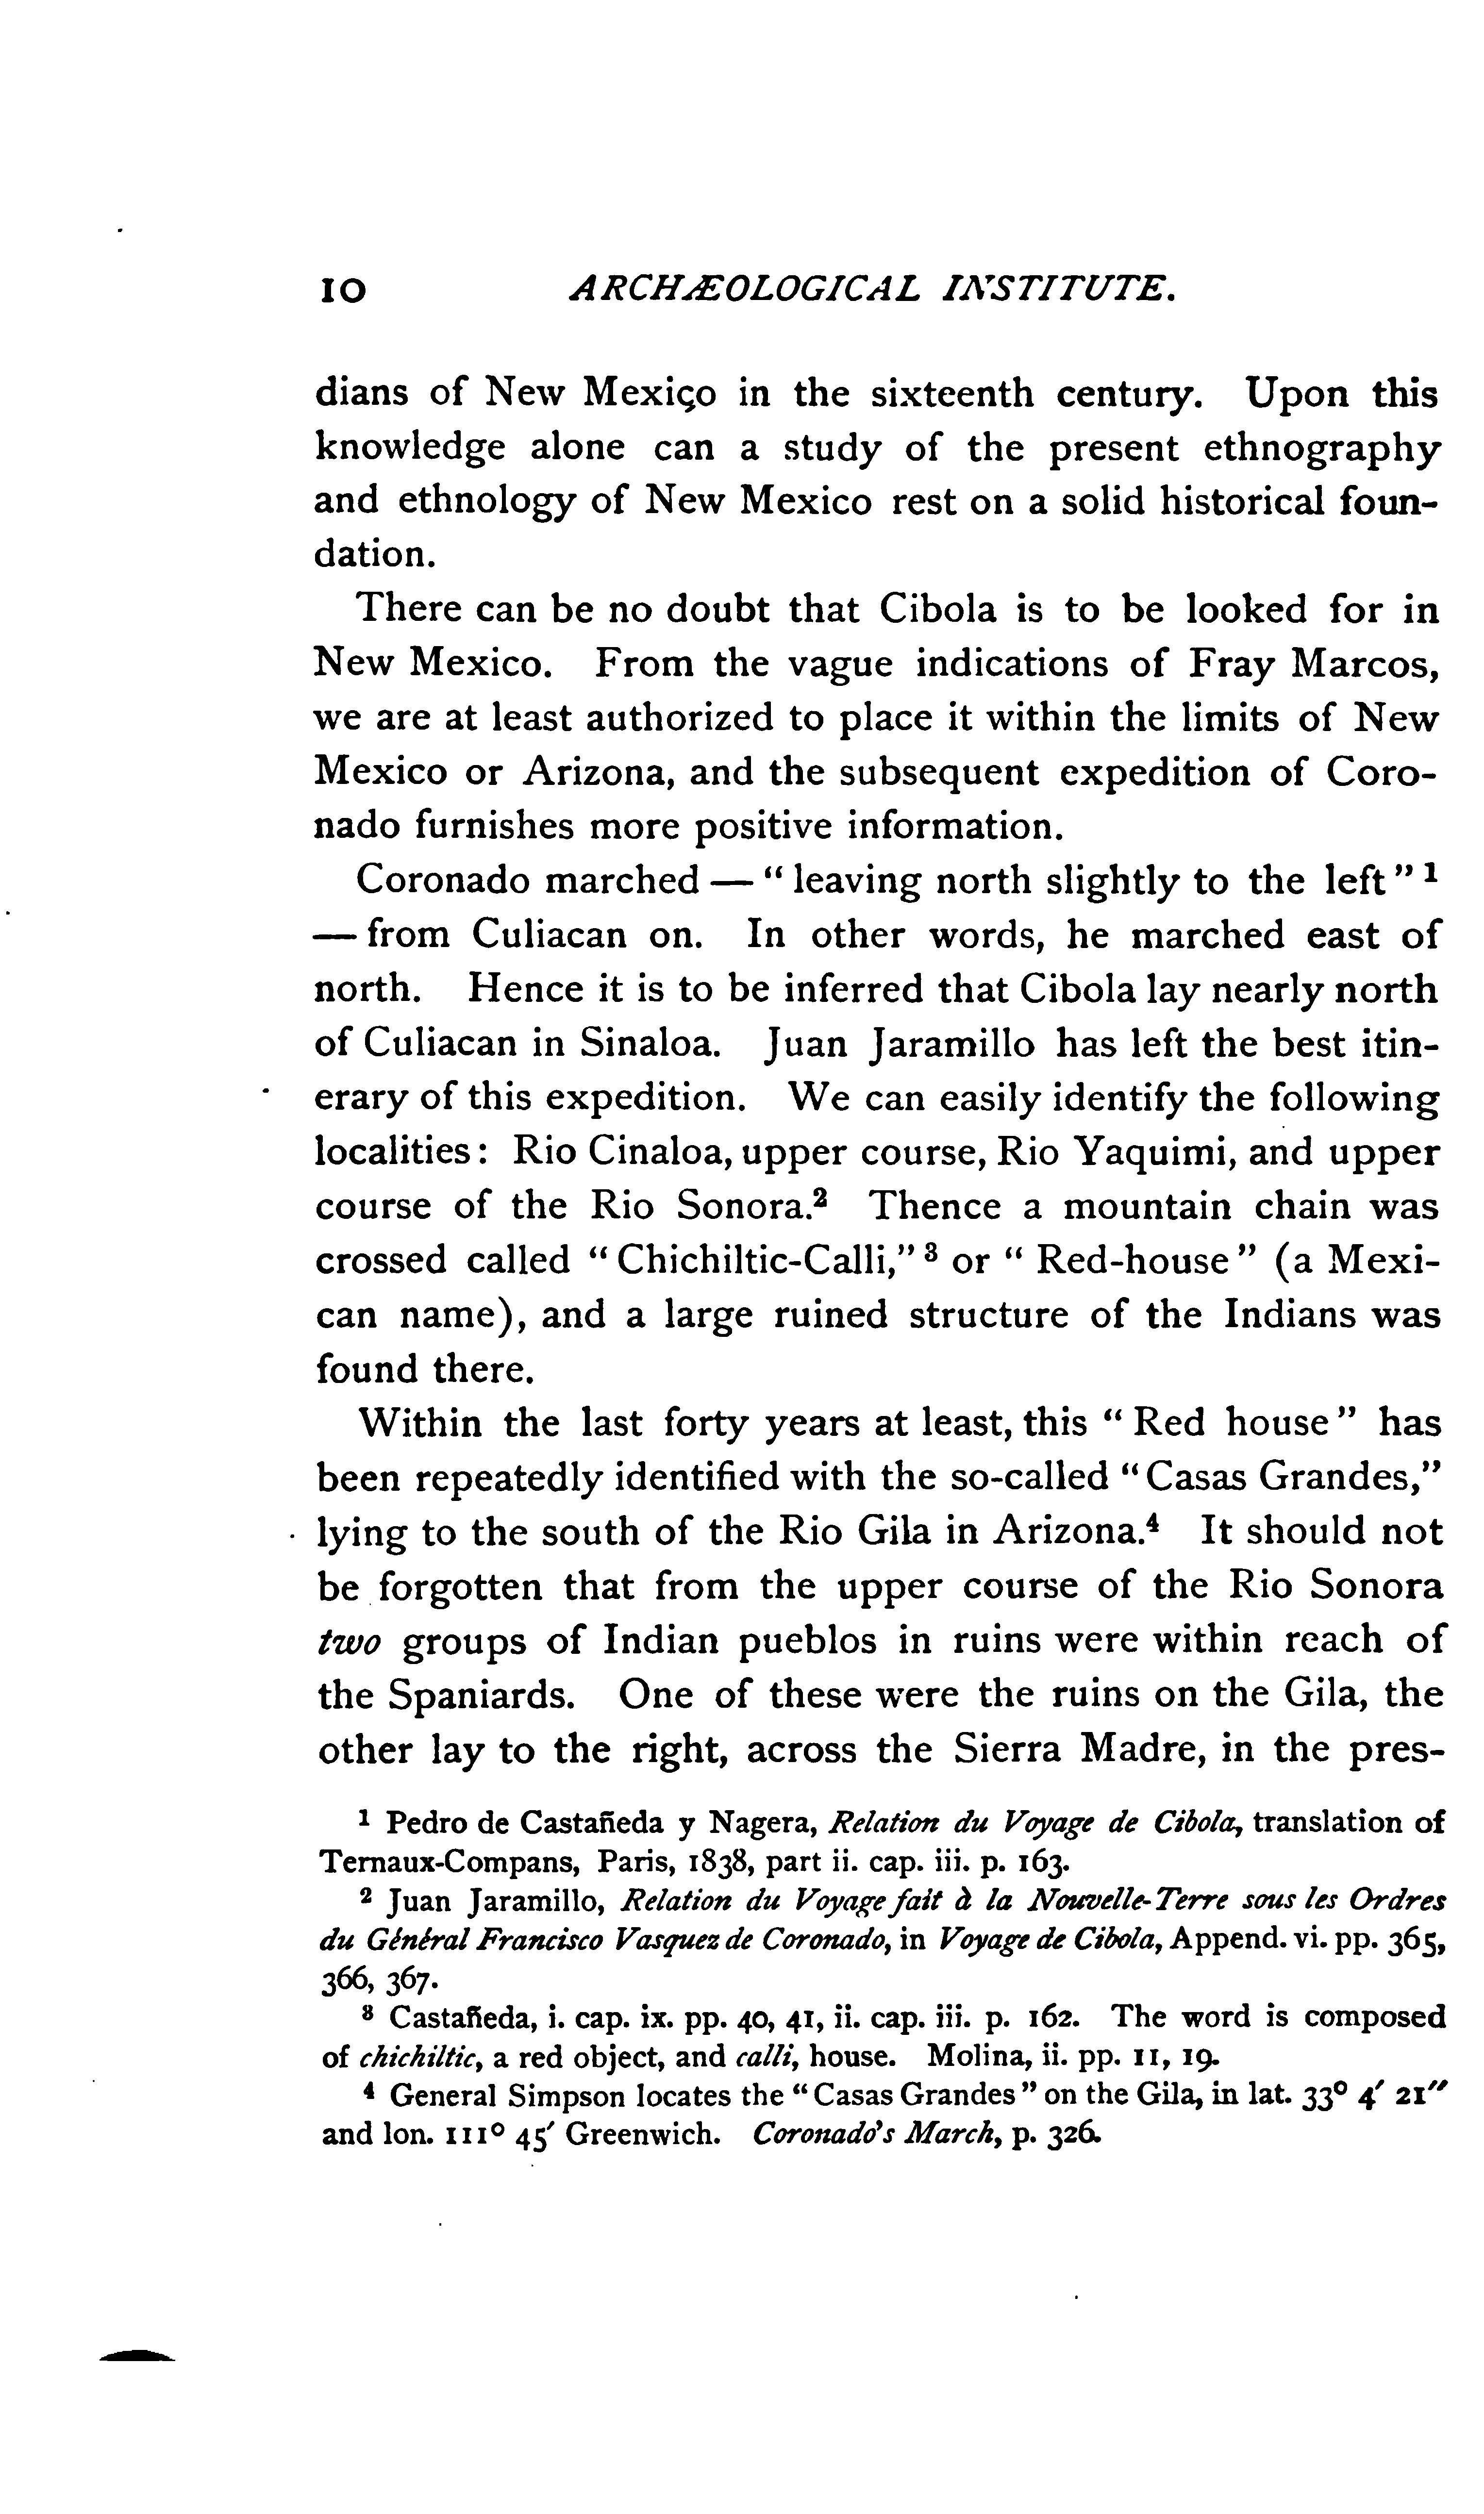 10 ARCHÆOLOGICAL INSTITUTE.
dians of New Mexiço in the sixteenth century. Upon this
knowledge alone can a study of the present ethnography
and ethnology of New Mexico rest on a solid historical foun-
dation.
There can be no doubt that Cibola is to be looked for in
New Mexico. From the vague indications of Fray Marcos,
we are at least authorized to place it within the limits of New
Mexico or Arizona, and the subsequent expedition of Coro-
nado furnishes more positive information.
Coronado marched — “ leaving north slightly to the left ” ¹
— from Culiacan on. In other words, he marched east of
north. Hence it is to be inferred that Cibola lay nearly north
of Culiacan in Sinaloa. Juan Jaramillo has left the best itin-
erary of this expedition. We can easily identify the following
localities : Rio Cinaloa, upper course, Rio Yaquimi, and upper
course of the Rio Sonora.² Thence a mountain chain was
crossed called “ Chichiltic-Calli,” ³ or “ Red-house ” (a Mexi-
can name), and a large ruined structure of the Indians was
found there.
Within the last forty years at least, this “ Red house ” has
been repeatedly identified with the so-called “ Casas Grandes,”
lying to the south of the Rio Gila in Arizona.⁴ It should not
be forgotten that from the upper course of the Rio Sonora
two groups of Indian pueblos in ruins were within reach of
the Spaniards. One of these were the ruins on the Gila, the
other lay to the right, across the Sierra Madre, in the pres-
¹ Pedro de Castañeda y Nagera, Relation du Voyage de Cibola, translation of
Ternaux-Compans, Paris, 1838, part ii. cap. iii. p. 163.
² Juan Jaramillo, Relation du Voyage fait à la Nouvelle-Terre sous les Ordres
du Général Francisco Vasquez de Coronado, in Voyage de Cibola, Append. vi. pp. 365,
366, 367.
³ Castañeda, i. cap. ix. pp. 40, 41, ii. cap. iii. p. 162. The word is composed
of chichiltic, a red object, and calli, house. Molina, ii. pp. 11, 19.
⁴ General Simpson locates the “ Casas Grandes ” on the Gila, in lat. 33° 4′ 21″
and lon. 111° 45′ Greenwich. Coronado's March, p. 326.